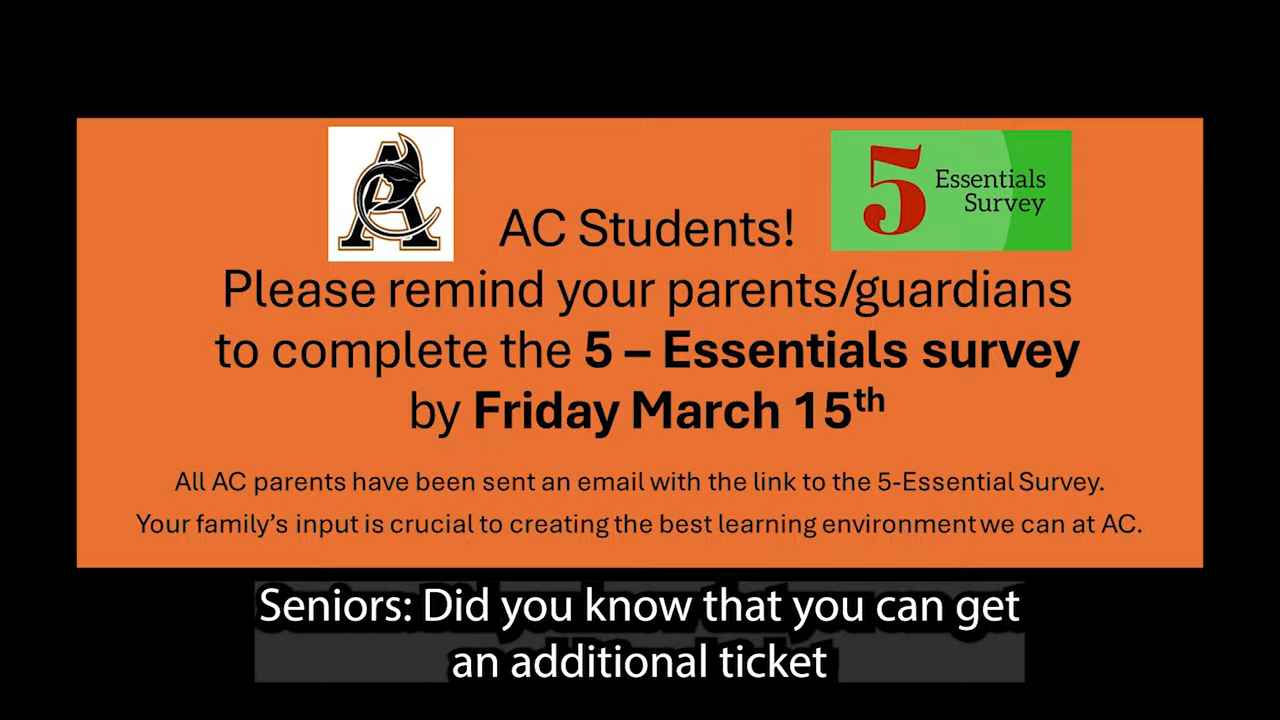 AC
5 Essentials
Survey
AC Students!
Please remind your parents/guardians
to complete the 5 – Essentials survey
by Friday March 15th
All AC parents have been sent an email with the link to the 5-Essential Survey.
Your family's input is crucial to creating the best learning environment we can at AC.
Seniors: Did you know that you can get
an additional ticket